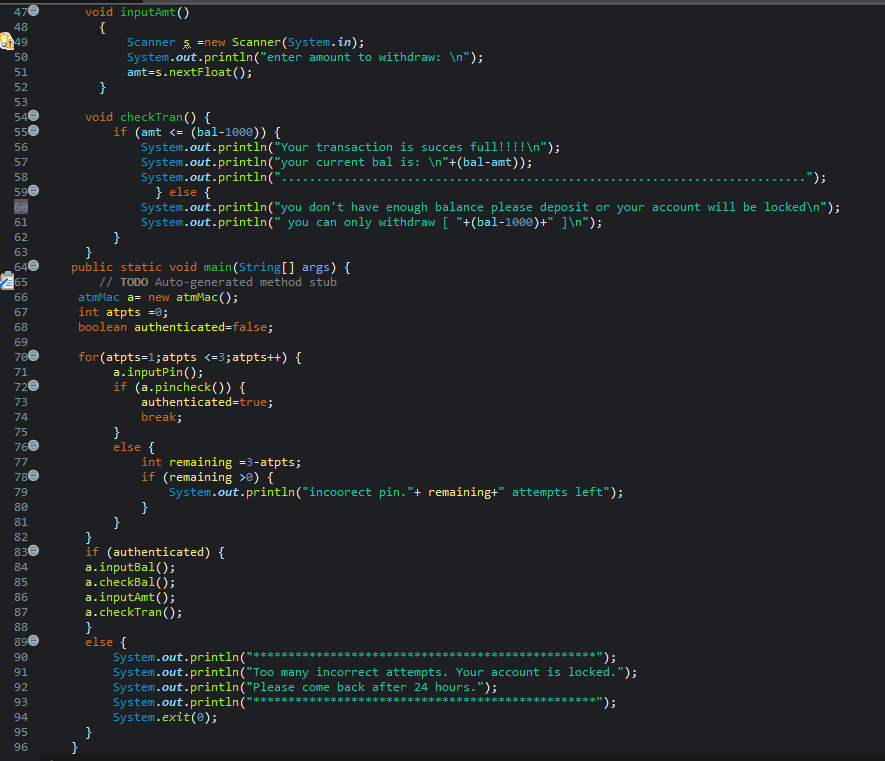 47 void inputAmt()
48 {
49 Scanner s =new Scanner(System.in);
50 System.out.println("enter amount to withdraw: \n");
51 amt=s.nextFloat();
52 }
53
54 void checkTran() {
55 if (amt <= (bal-1000)) {
56 System.out.println("Your transaction is succes full!!!!\n");
57 System.out.println("your current bal is: \n"+(bal-amt));
58 System.out.println("..........................................................................");
59 } else {
60 System.out.println("you don't have enough balance please deposit or your account will be locked\n");
61 System.out.println(" you can only withdraw [ "+(bal-1000)+" ]\n");
62 }
63 }
64 public static void main(String[] args) {
65 // TODO Auto-generated method stub
66 atmMac a= new atmMac();
67 int atpts =0;
68 boolean authenticated=false;
69
70 for(atpts=1;atpts <=3;atpts++) {
71 a.inputPin();
72 if (a.pincheck()) {
73 authenticated=true;
74 break;
75 }
76 else {
77 int remaining =3-atpts;
78 if (remaining >0) {
79 System.out.println("incoorect pin."+ remaining+" attempts left");
80 }
81 }
82 }
83 if (authenticated) {
84 a.inputBal();
85 a.checkBal();
86 a.inputAmt();
87 a.checkTran();
88 }
89 else {
90 System.out.println("*************************************************");
91 System.out.println("Too many incorrect attempts. Your account is locked.");
92 System.out.println("Please come back after 24 hours.");
93 System.out.println("*************************************************");
94 System.exit(0);
95 }
96 }